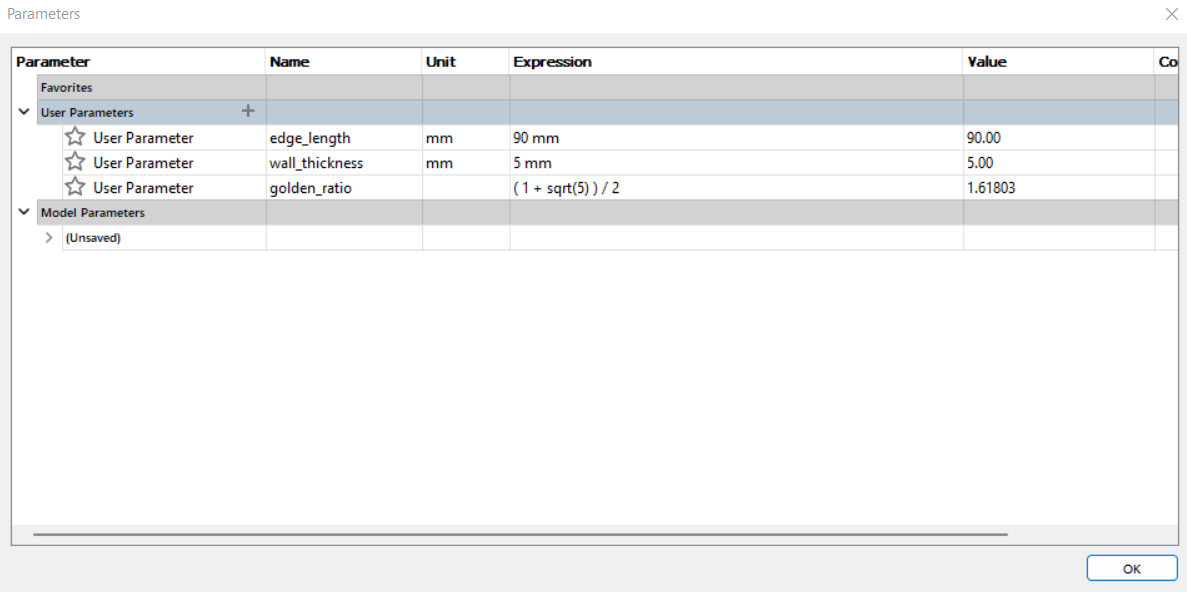 Parameters
Parameter Name Unit Expression Value Co
Favorites
User Parameters
User Parameter edge_length mm 90 mm 90.00
User Parameter wall_thickness mm 5 mm 5.00
User Parameter golden_ratio ( 1 + sqrt(5) ) / 2 1.61803
Model Parameters
(Unsaved)
OK